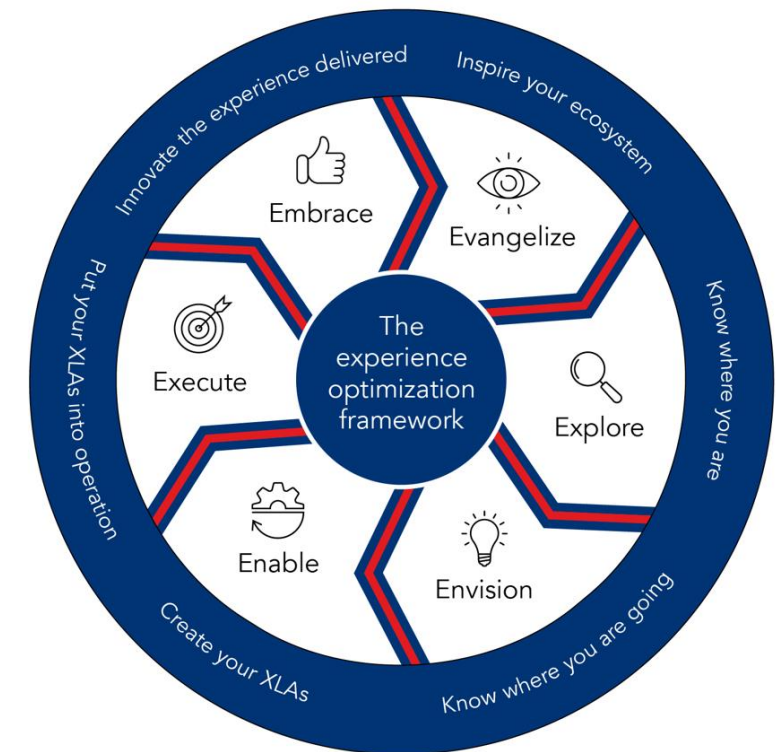 The
experience
optimization
framework
Evangelize
Inspire your ecosystem
Explore
Know where you are
Envision
Know where you are going
Enable
Create your XLAs
Execute
Put your XLAs into operation
Embrace
Innovate the experience delivered